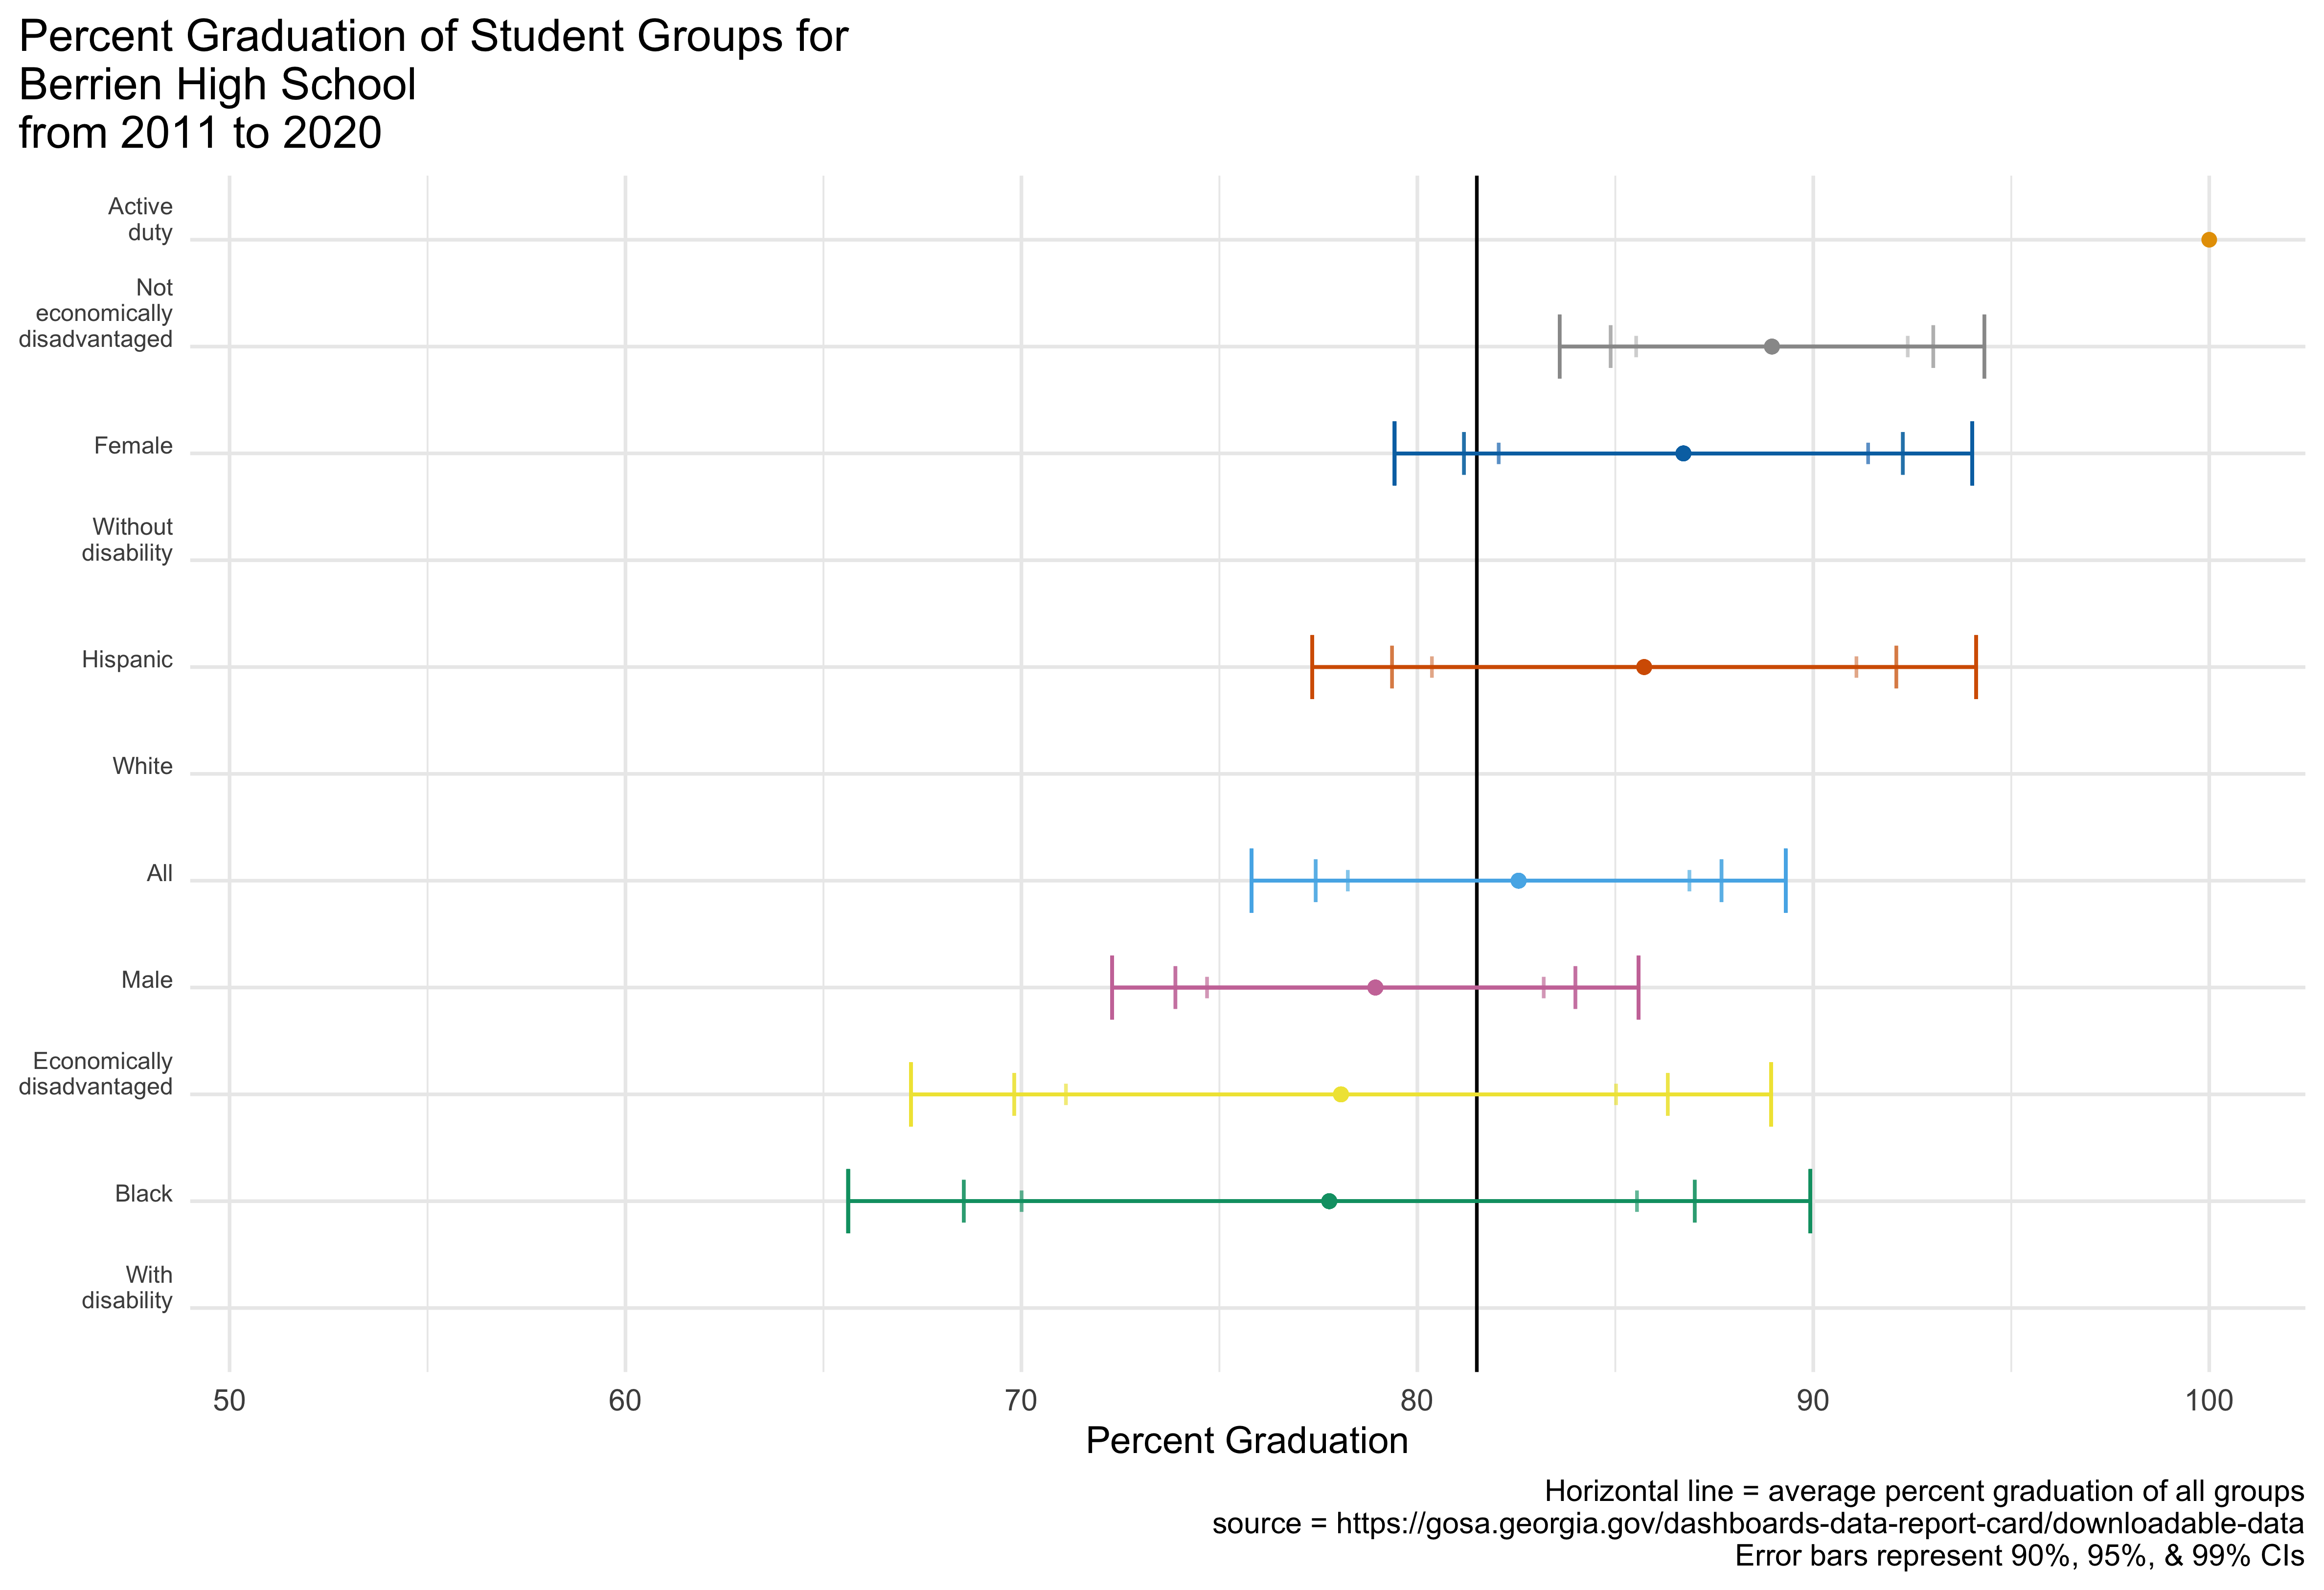 Percent Graduation of Student Groups for
Berrien High School
from 2011 to 2020
Active
duty
Not
economically
disadvantaged
Female
Without
disability
Hispanic
White
All
Male
Economically
disadvantaged
Black
With
disability
50 60 70 80 90 100
Percent Graduation
Horizontal line = average percent graduation of all groups
source = https://gosa.georgia.gov/dashboards-data-report-card/downloadable-data
Error bars represent 90%, 95%, & 99% CIs